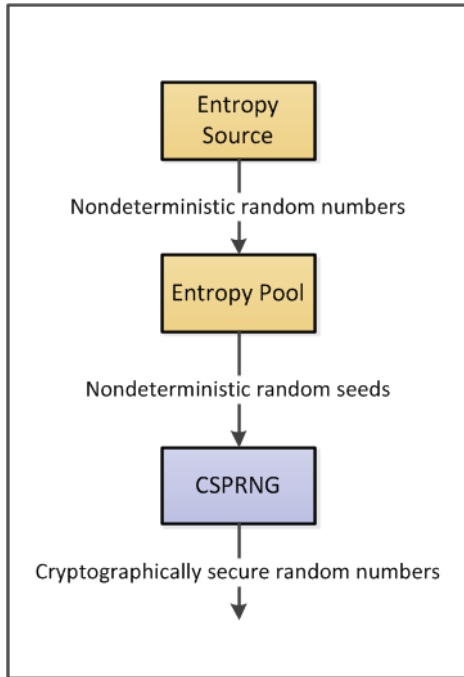 Entropy
Source
Nondeterministic random numbers
Entropy Pool
Nondeterministic random seeds
CSPRNG
Cryptographically secure random numbers